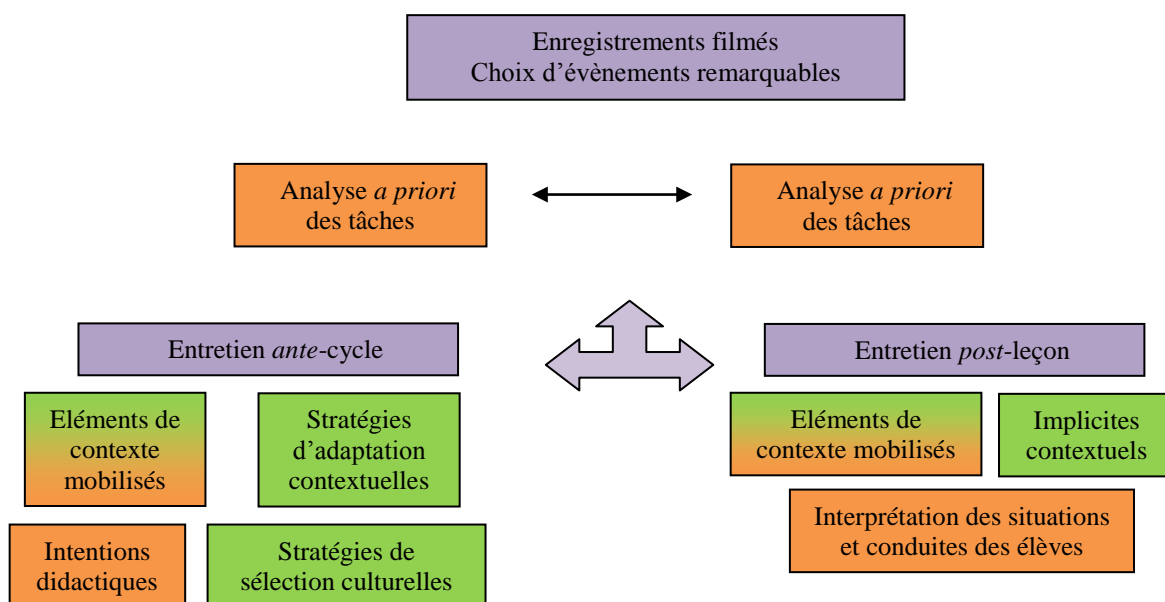 Enregistrements filmés
Choix d'évènements remarquables
Analyse a priori
des tâches
Analyse a priori
des tâches
Entretien ante-cycle
Entretien post-leçon
Eléments de
contexte
mobilisés
Stratégies
d'adaptation
contextuelles
Eléments de
contexte mobilisés
Implicites
contextuels
Intentions
didactiques
Stratégies de
sélection culturelles
Interprétation des situations
et conduites des élèves